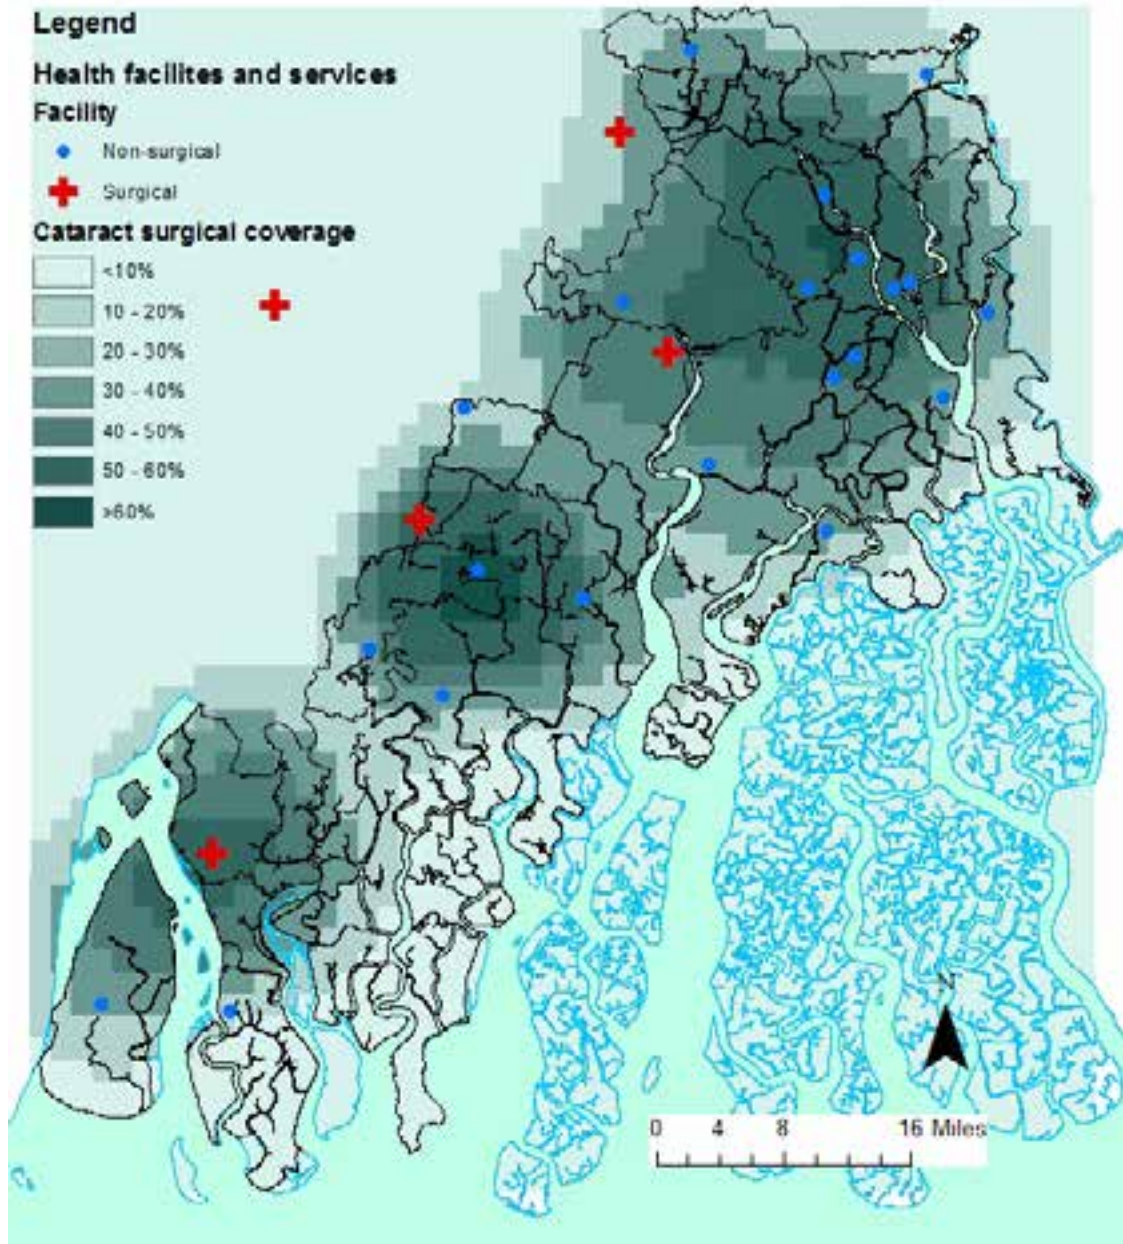 Legend
Health facilites and services
Facility
Non-surgical
Surgical
Cataract surgical coverage
<10%
10 - 20%
20 - 30%
30 - 40%
40 - 50%
50 - 60%
>60%
N
0 4 8 16 Miles